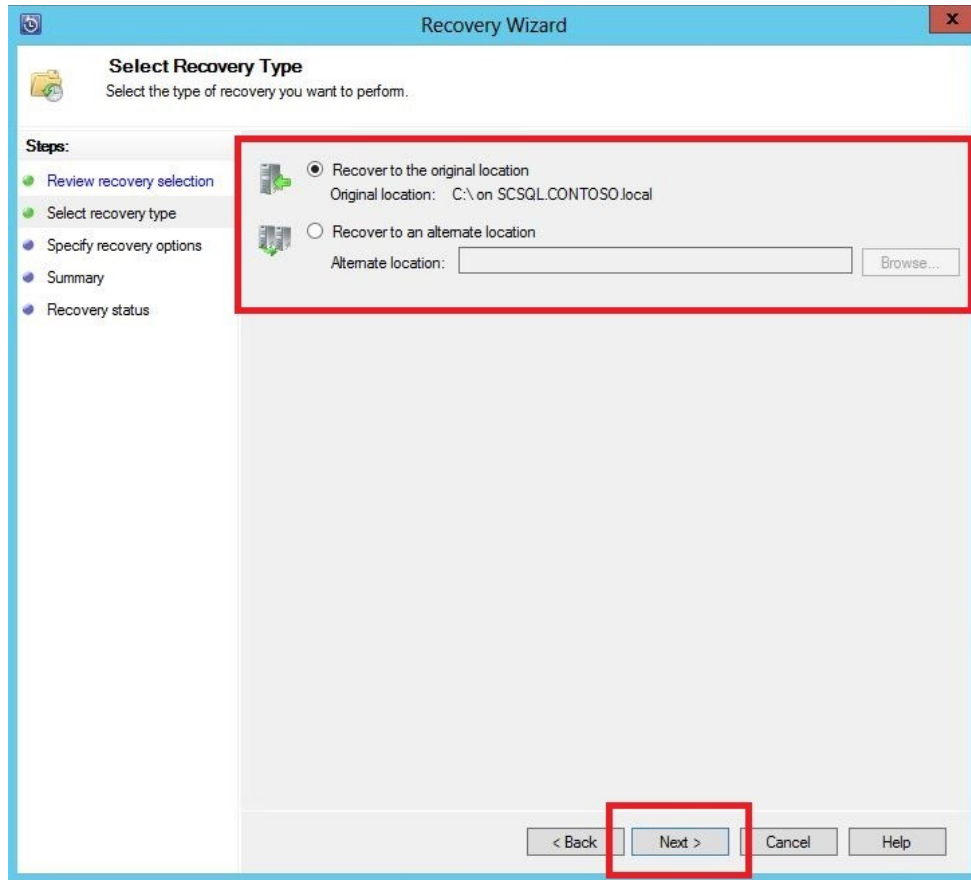 Recovery Wizard
x
Select Recovery Type
Select the type of recovery you want to perform.
Steps:
Review recovery selection
Select recovery type
Specify recovery options
Summary
Recovery status
Recover to the original location
Original location: C:\ on SCSQL.CONTOSO.local
Recover to an alternate location
Alternate location: Browse...
< Back Next > Cancel Help